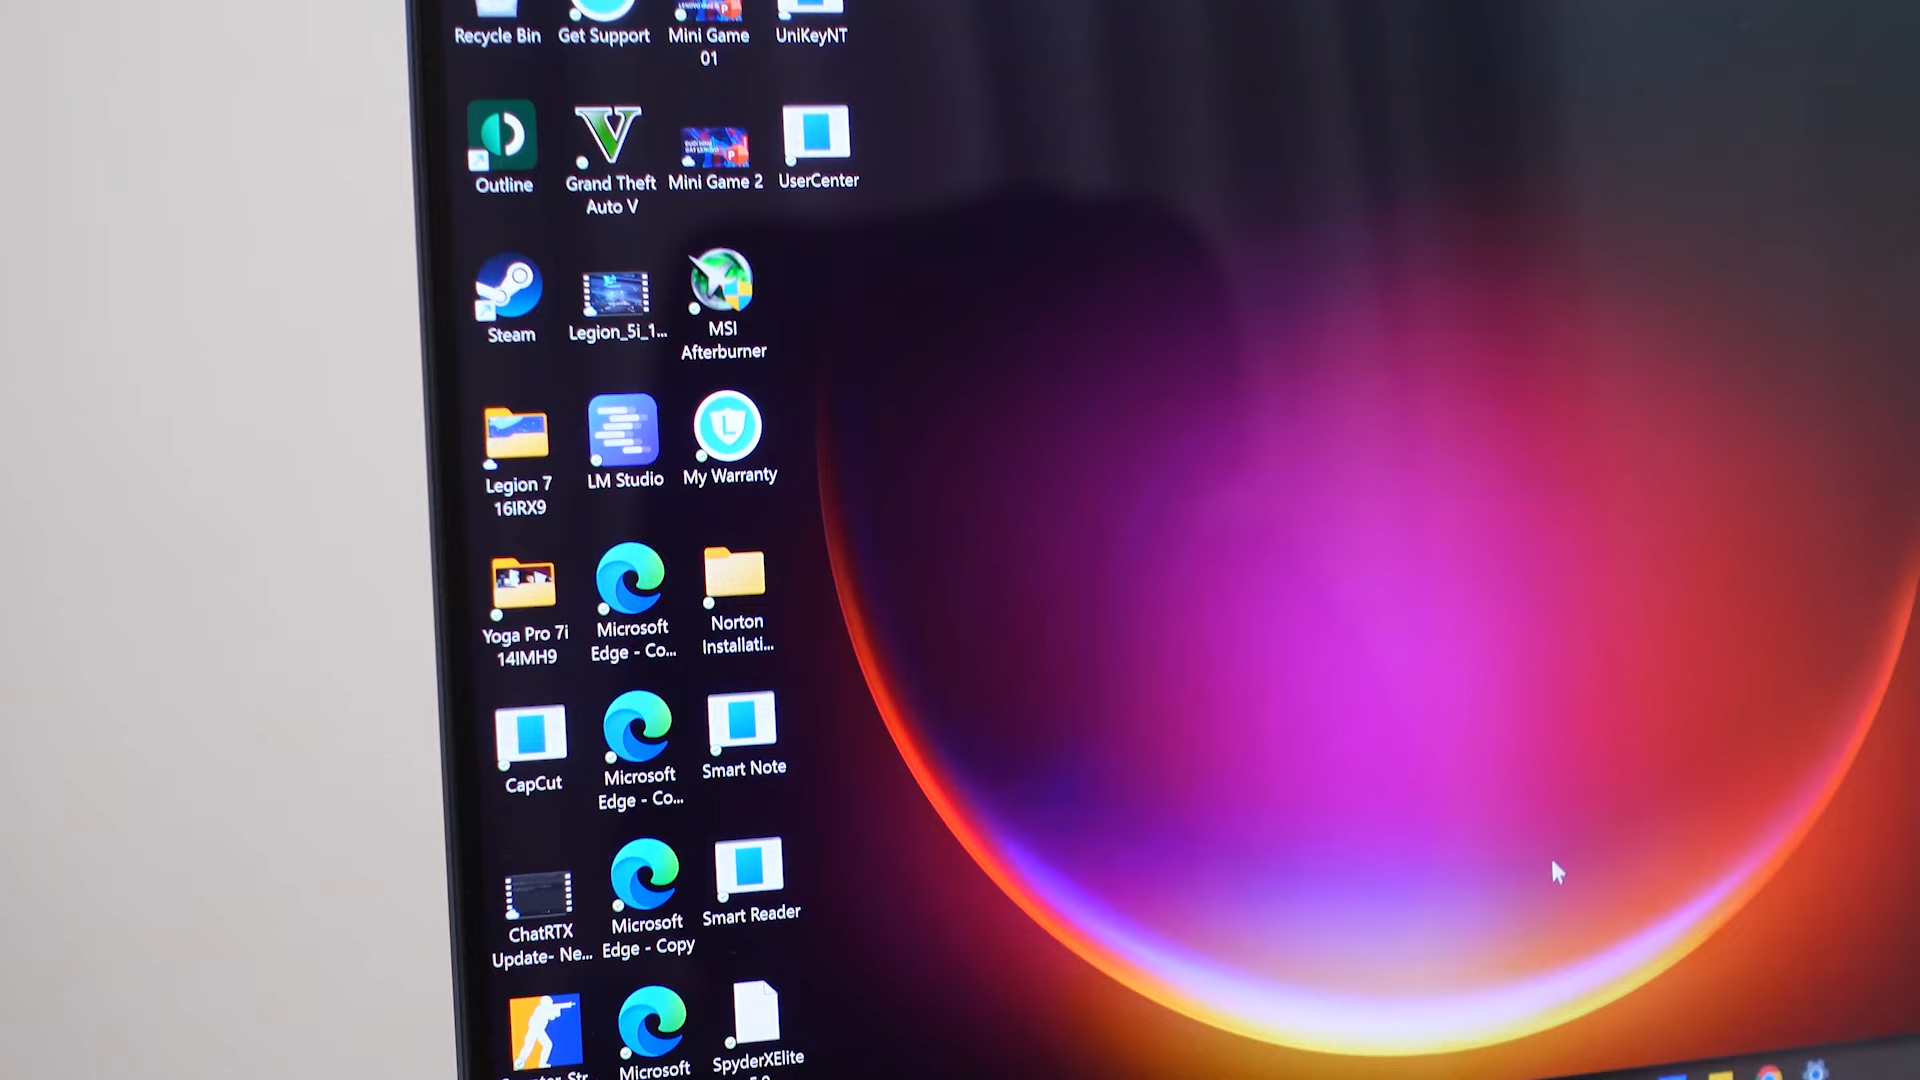 Recycle Bin
Get Support
Mini Game
01
UniKeyNT
Outline
Grand Theft
Auto V
Mini Game 2
UserCenter
Steam
Legion_5i_1...
MSI
Afterburner
Legion 7
16IRX9
LM Studio
My Warranty
Yoga Pro 7i
14IMH9
Microsoft
Edge - Co...
Norton
Installati...
CapCut
Microsoft
Edge - Co...
Smart Note
ChatRTX
Update- Ne...
Microsoft
Edge - Copy
Smart Reader
Microsoft
SpyderXElite